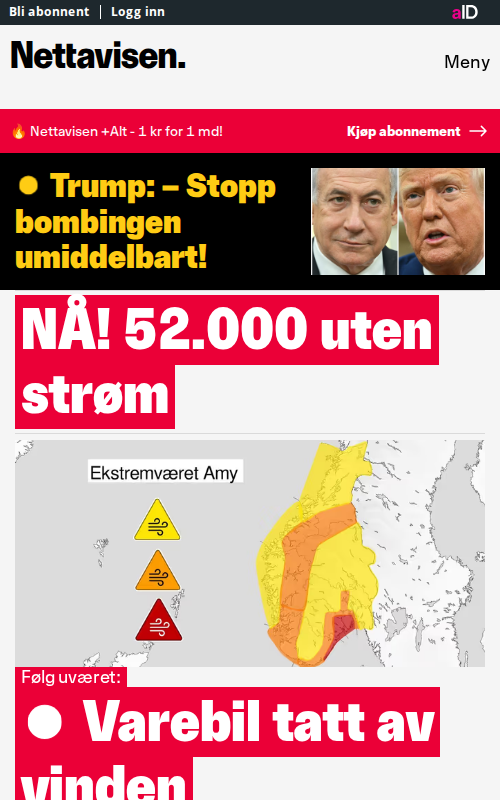 Bli abonnent | Logg inn
aID
Nettavisen.
Meny
🔥 Nettavisen +Alt - 1 kr for 1 md!
Kjøp abonnement →
Trump: – Stopp
bombingen
umiddelbart!
NÅ! 52.000 uten
strøm
Ekstremværet Amy
Følg uværet:
Varebil tatt av
vinden